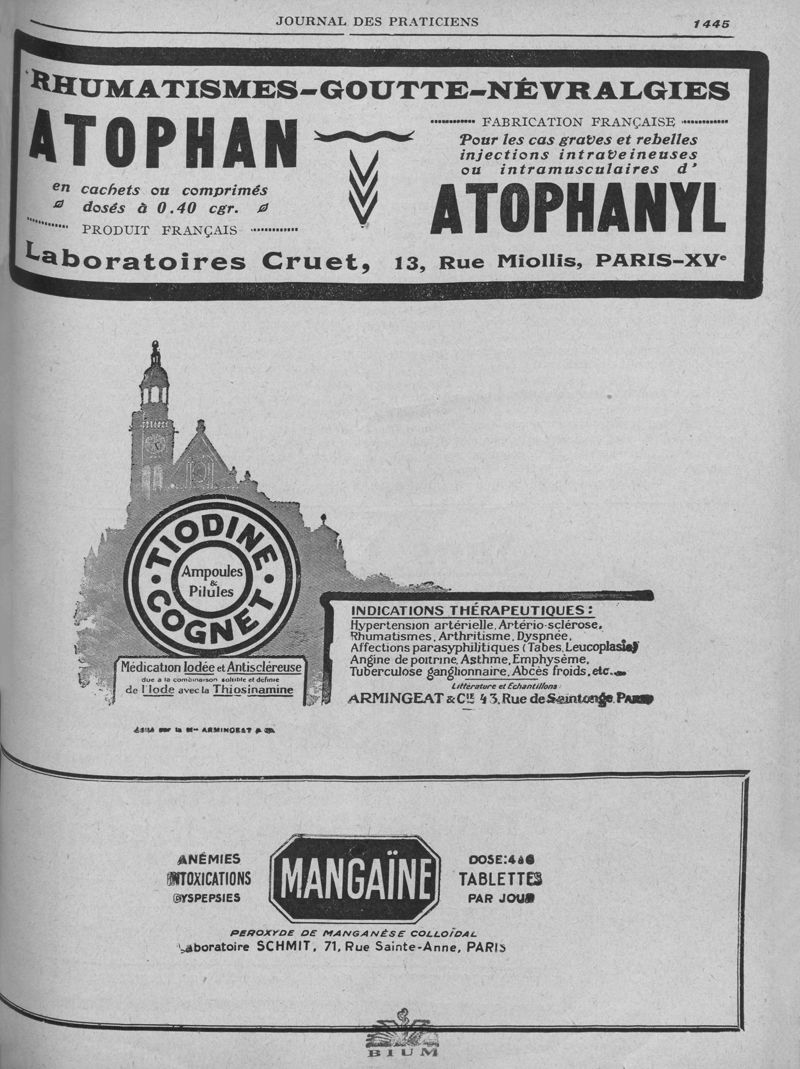 JOURNAL DES PRATICIENS
1445
RHUMATISMES-GOUTTE-NÉVRALGIES
ATOPHAN
en cachets ou comprimés
dosés à 0.40 cgr.
PRODUIT FRANÇAIS
FABRICATION FRANÇAISE
Pour les cas graves et rebelles
injections intraveineuses
ou intramusculaires d'
ATOPHANYL
Laboratoires Cruet, 13, Rue Miollis, PARIS-XVe
TIODINE
COGNET
Ampoules
&
Pilules
Médication Iodée et Antiscléreuse
due a la combinaison soluble et définie
de l'Iode avec la Thiosinamine
INDICATIONS THÉRAPEUTIQUES:
Hypertension artérielle, Artério-sclérose,
Rhumatismes, Arthritisme, Dyspnée,
Affections parasyphilitiques (Tabes, Leucoplasie)
Angine de poitrine, Asthme, Emphysème,
Tuberculose ganglionnaire, Abcès froids, etc.
Littérature et Echantillons:
ARMINGEAT & Cie 43, Rue de Saintonge, PARIS
par la Mon ARMINGEAT
ANÉMIES
INTOXICATIONS
DYSPEPSIES
MANGAÏNE
DOSE: 4 à 6
TABLETTES
PAR JOUR
PEROXYDE DE MANGANÈSE COLLOÏDAL
Laboratoire SCHMIT, 71, Rue Sainte-Anne, PARIS
BIUM